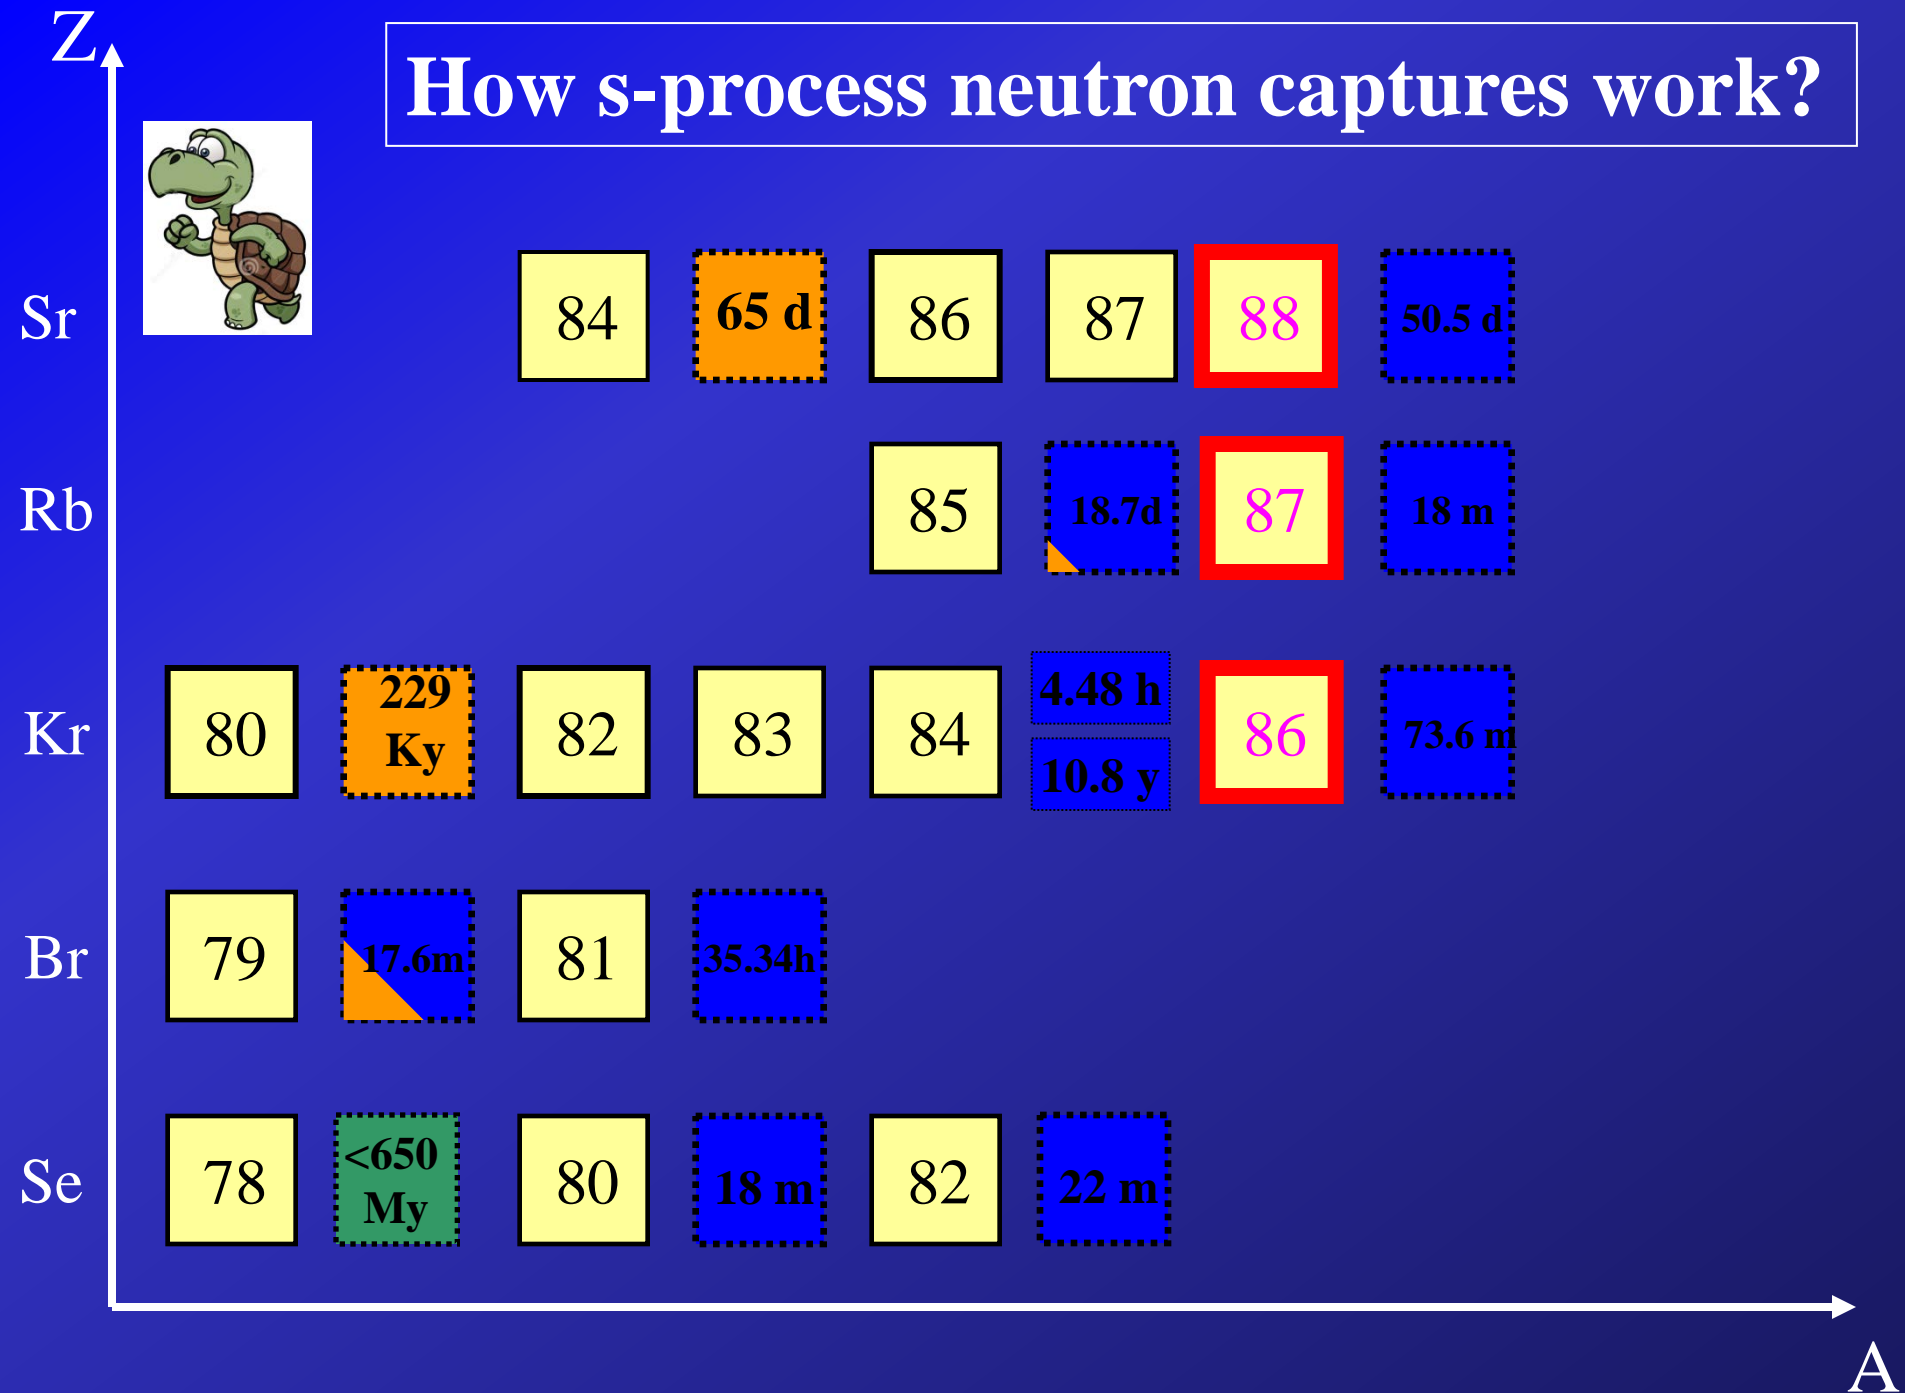 Z
How s-process neutron captures work?
Sr 84 65 d 86 87 88 50.5 d
Rb 85 18.7d 87 18 m
Kr 80 229 Ky 82 83 84 4.48 h 10.8 y 86 73.6 m
Br 79 17.6m 81 35.34h
Se 78 <650 My 80 18 m 82 22 m
A